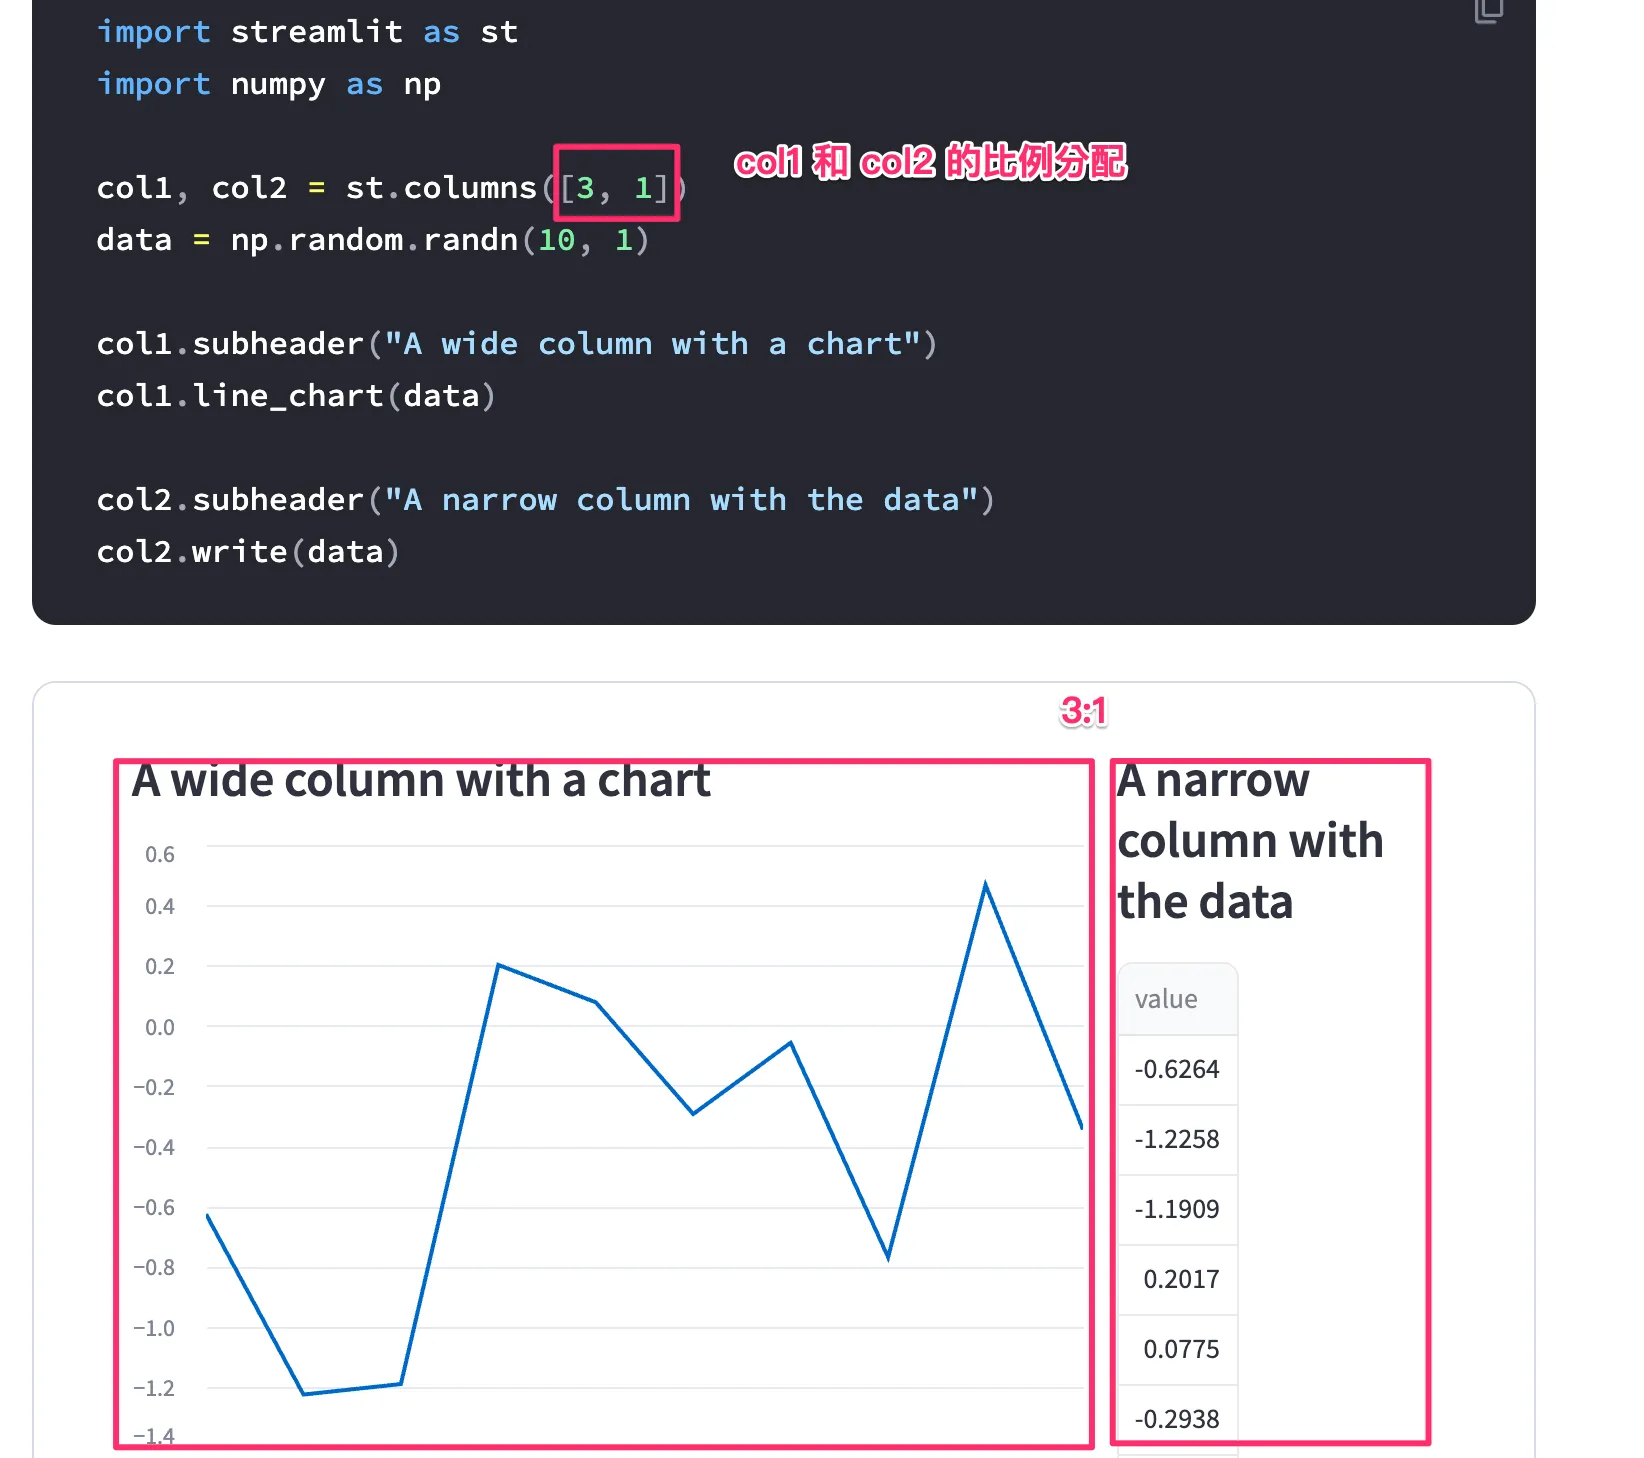 import streamlit as st
import numpy as np
col1, col2 = st.columns([3, 1])
col1 和 col2 的比例分配
data = np.random.randn(10, 1)
col1.subheader("A wide column with a chart")
col1.line_chart(data)
col2.subheader("A narrow column with the data")
col2.write(data)
3:1
A wide column with a chart
0.6
0.4
0.2
0.0
−0.2
−0.4
−0.6
−0.8
−1.0
−1.2
−1.4
A narrow
column with
the data
value
-0.6264
-1.2258
-1.1909
0.2017
0.0775
-0.2938